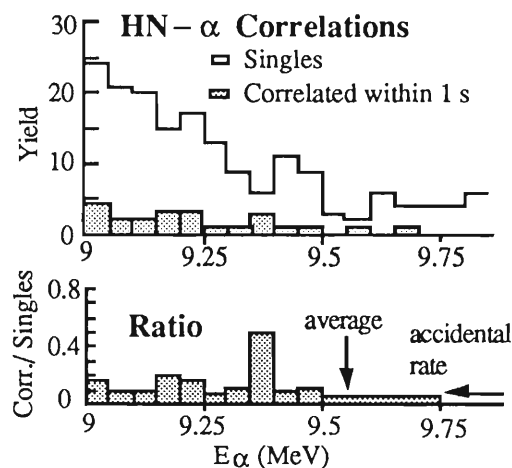 HN – α Correlations
Singles
Correlated within 1 s
Yield
30
20
10
0
9
9.25
9.5
9.75
Ratio
average
accidental
rate
Corr./ Singles
0.8
0.4
0
9
9.25
9.5
9.75
Eα (MeV)